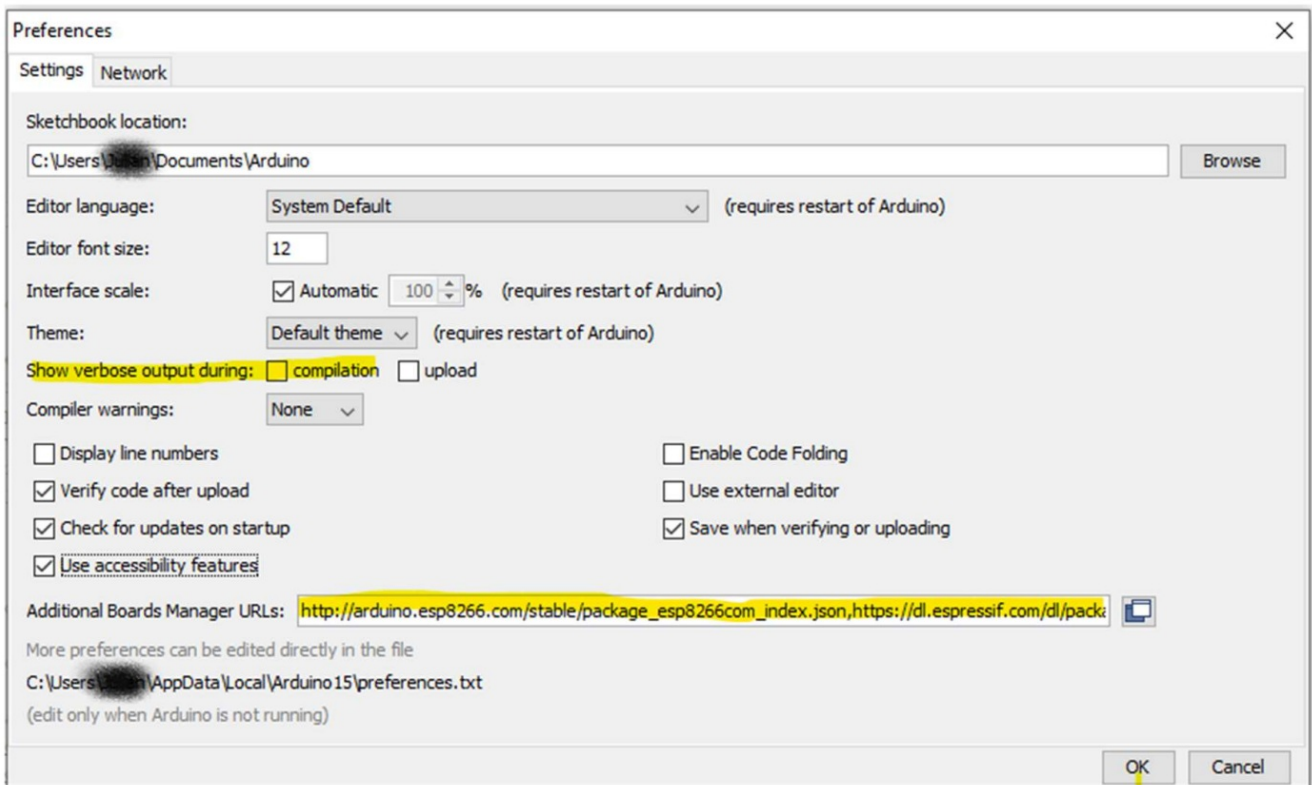 Preferences
Settings Network
Sketchbook location:
C:\Users\ \Documents\Arduino Browse
Editor language: System Default (requires restart of Arduino)
Editor font size: 12
Interface scale: Automatic 100 % (requires restart of Arduino)
Theme: Default theme (requires restart of Arduino)
Show verbose output during: compilation upload
Compiler warnings: None
Display line numbers Enable Code Folding
Verify code after upload Use external editor
Check for updates on startup Save when verifying or uploading
Use accessibility features
Additional Boards Manager URLs: http://arduino.esp8266.com/stable/package_esp8266com_index.json,https://dl.espressif.com/dl/packa
More preferences can be edited directly in the file
C:\Users\ \AppData\Local\Arduino15\preferences.txt
(edit only when Arduino is not running)
OK Cancel